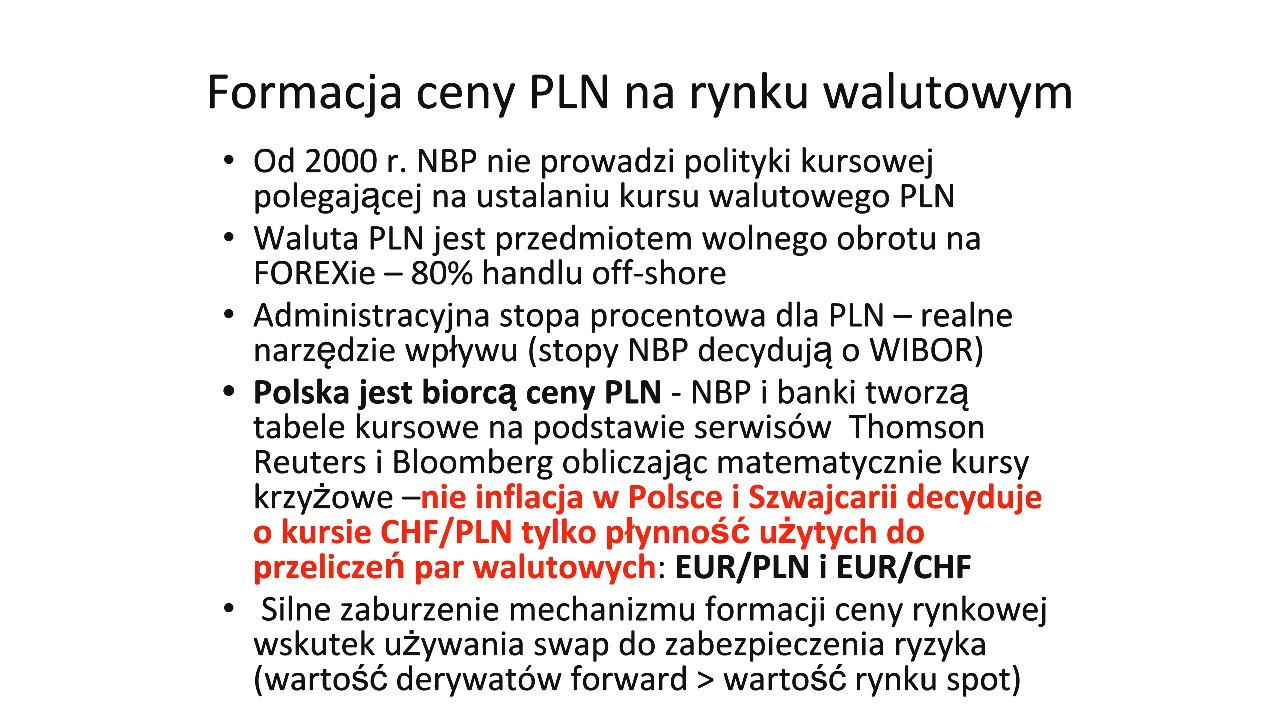 Formacja ceny PLN na rynku walutowym
• Od 2000 r. NBP nie prowadzi polityki kursowej
polegającej na ustalaniu kursu walutowego PLN
• Waluta PLN jest przedmiotem wolnego obrotu na
FOREXie – 80% handlu off-shore
• Administracyjna stopa procentowa dla PLN – realne
narzędzie wpływu (stopy NBP decydują o WIBOR)
• Polska jest biorcą ceny PLN - NBP i banki tworzą
tabele kursowe na podstawie serwisów Thomson
Reuters i Bloomberg obliczając matematycznie kursy
krzyżowe –nie inflacja w Polsce i Szwajcarii decyduje
o kursie CHF/PLN tylko płynność użytych do
przeliczeń par walutowych: EUR/PLN i EUR/CHF
• Silne zaburzenie mechanizmu formacji ceny rynkowej
wskutek używania swap do zabezpieczenia ryzyka
(wartość derywatów forward > wartość rynku spot)